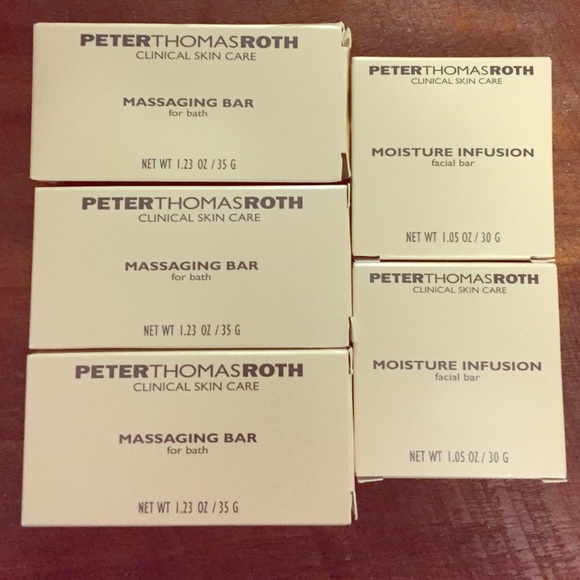 PETERTHOMASROTH
CLINICAL SKIN CARE
MASSAGING BAR
for bath
NET WT 1.23 OZ / 35 G
PETERTHOMASROTH
CLINICAL SKIN CARE
MASSAGING BAR
for bath
NET WT 1.23 OZ / 35 G
PETERTHOMASROTH
CLINICAL SKIN CARE
MASSAGING BAR
for bath
NET WT 1.23 OZ / 35 G
PETERTHOMASROTH
CLINICAL SKIN CARE
MOISTURE INFUSION
facial bar
NET WT 1.05 OZ / 30 G
PETERTHOMASROTH
CLINICAL SKIN CARE
MOISTURE INFUSION
facial bar
NET WT 1.05 OZ / 30 G